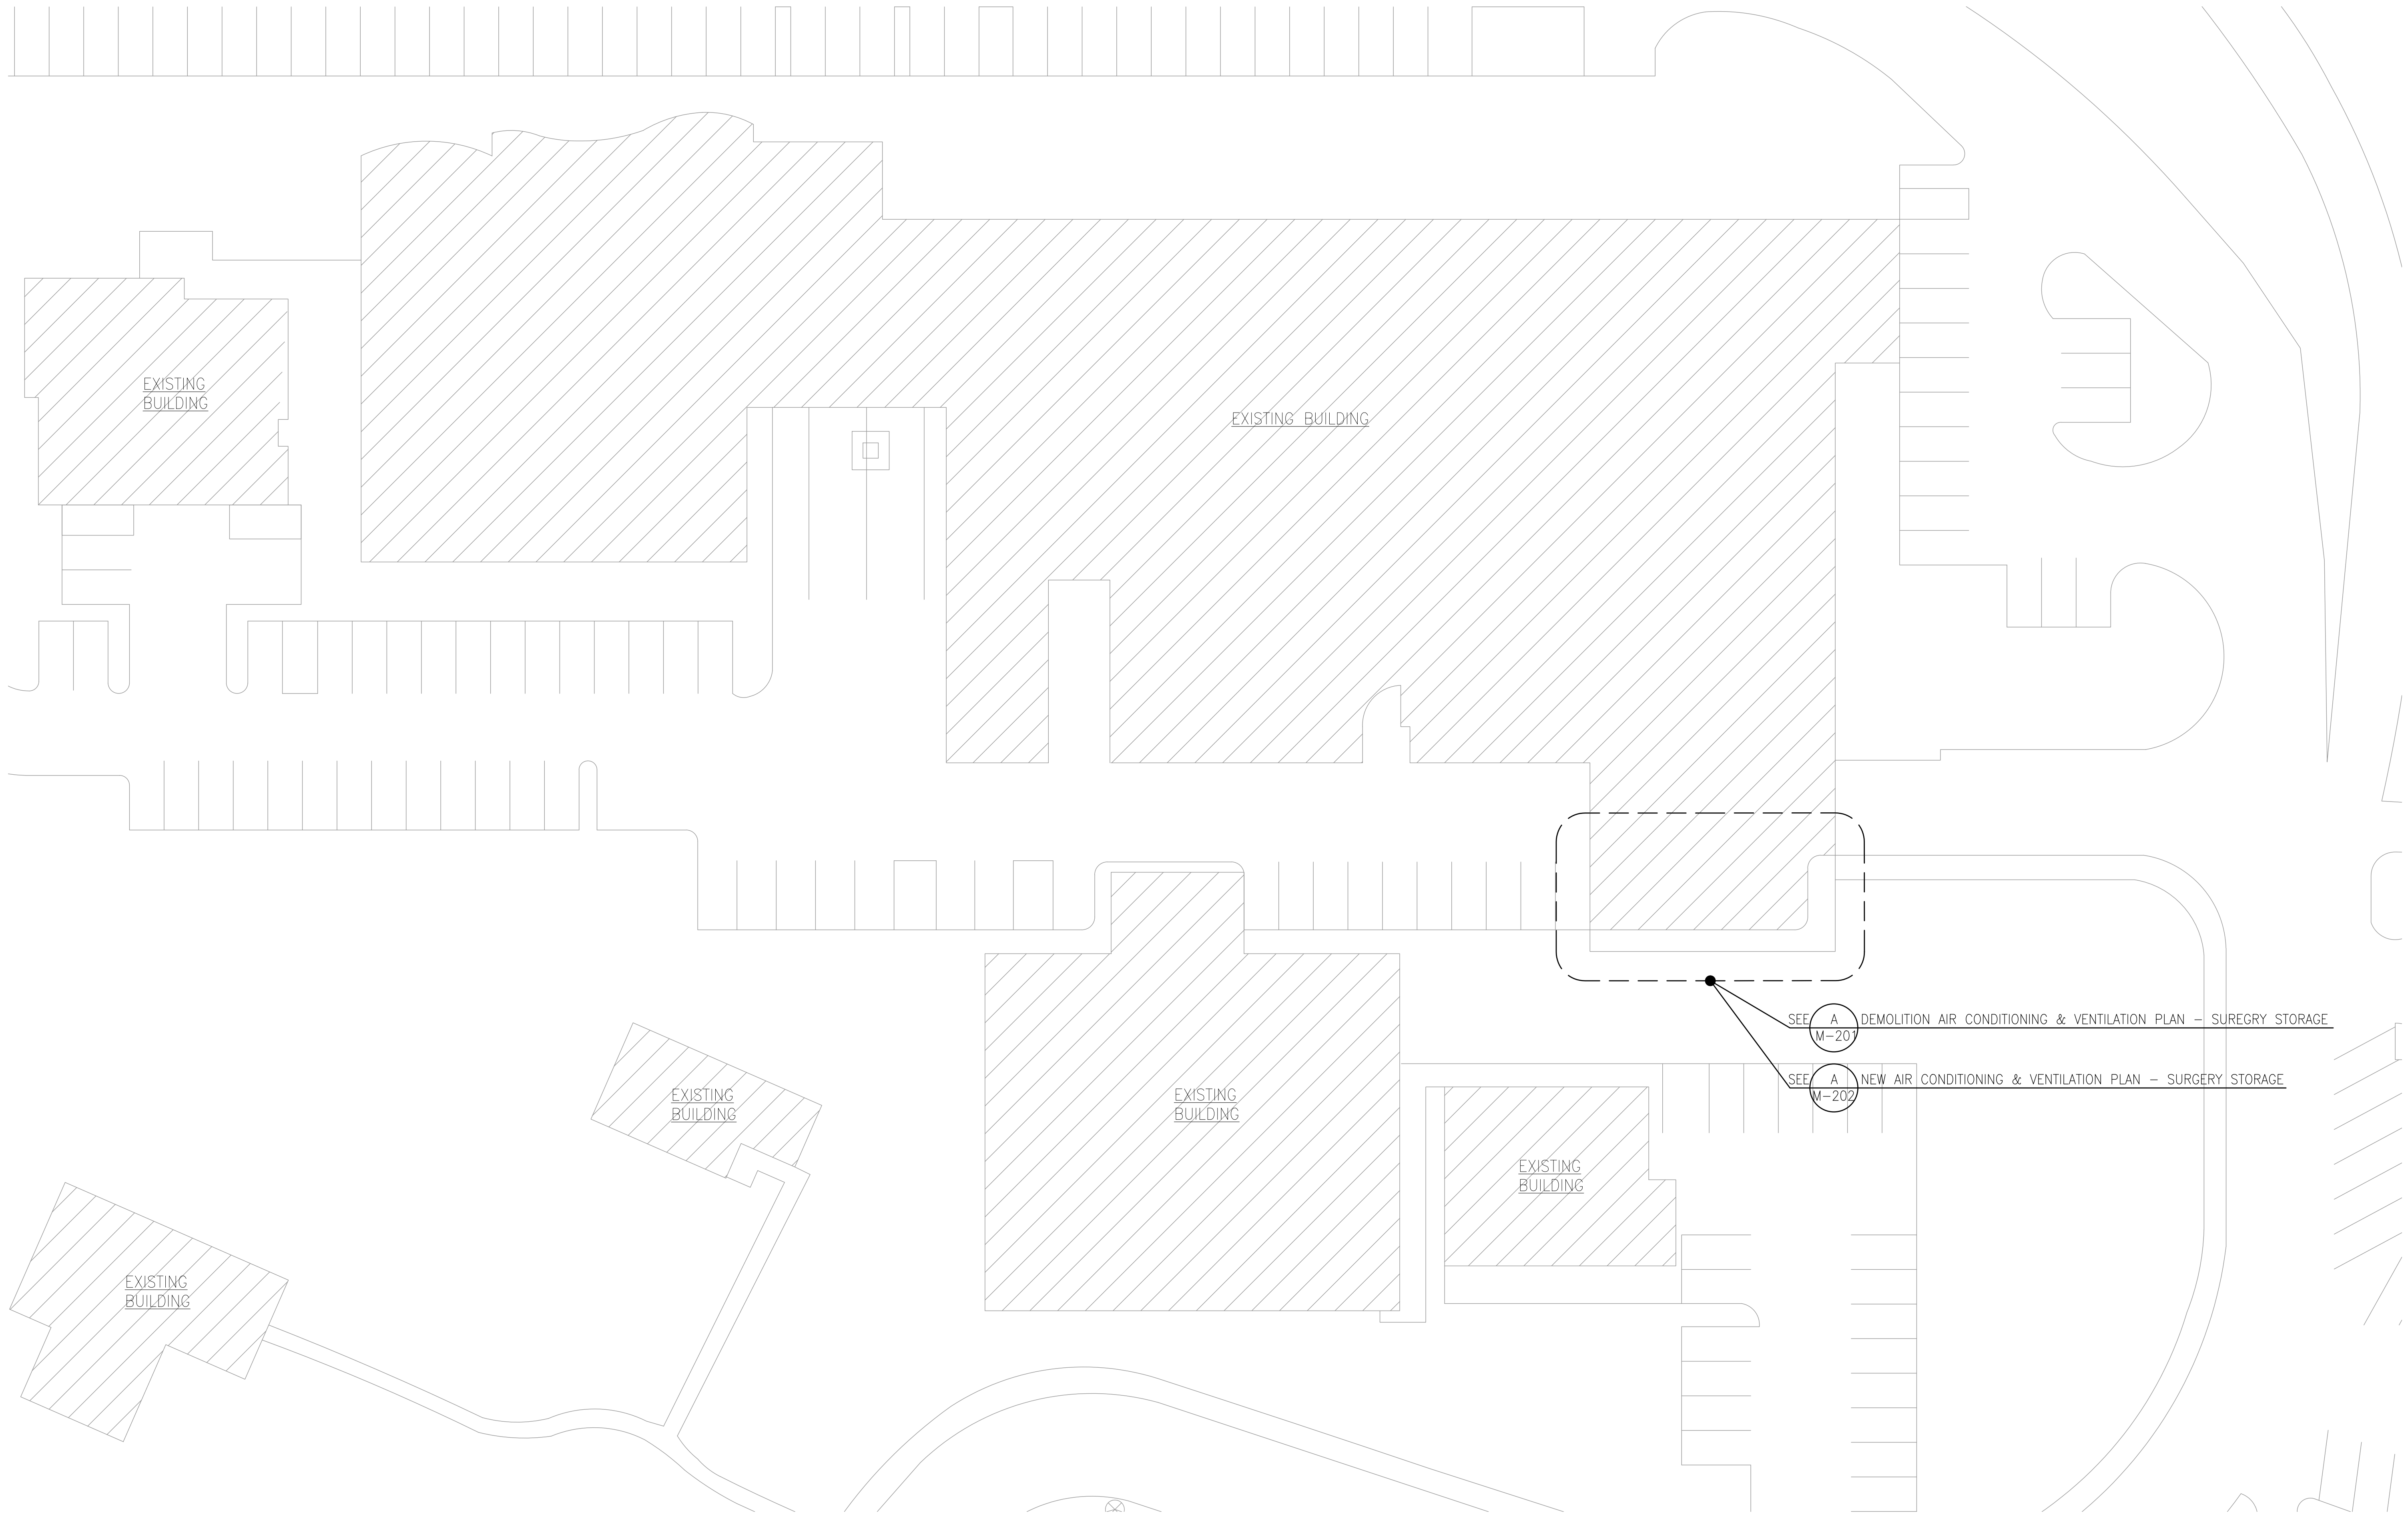 EXISTING
BUILDING
EXISTING BUILDING
SEE A DEMOLITION AIR CONDITIONING & VENTILATION PLAN – SUREGRY STORAGE
M-201
SEE A NEW AIR CONDITIONING & VENTILATION PLAN – SURGERY STORAGE
M-202
EXISTING
BUILDING
EXISTING
BUILDING
EXISTING
BUILDING
EXISTING
BUILDING